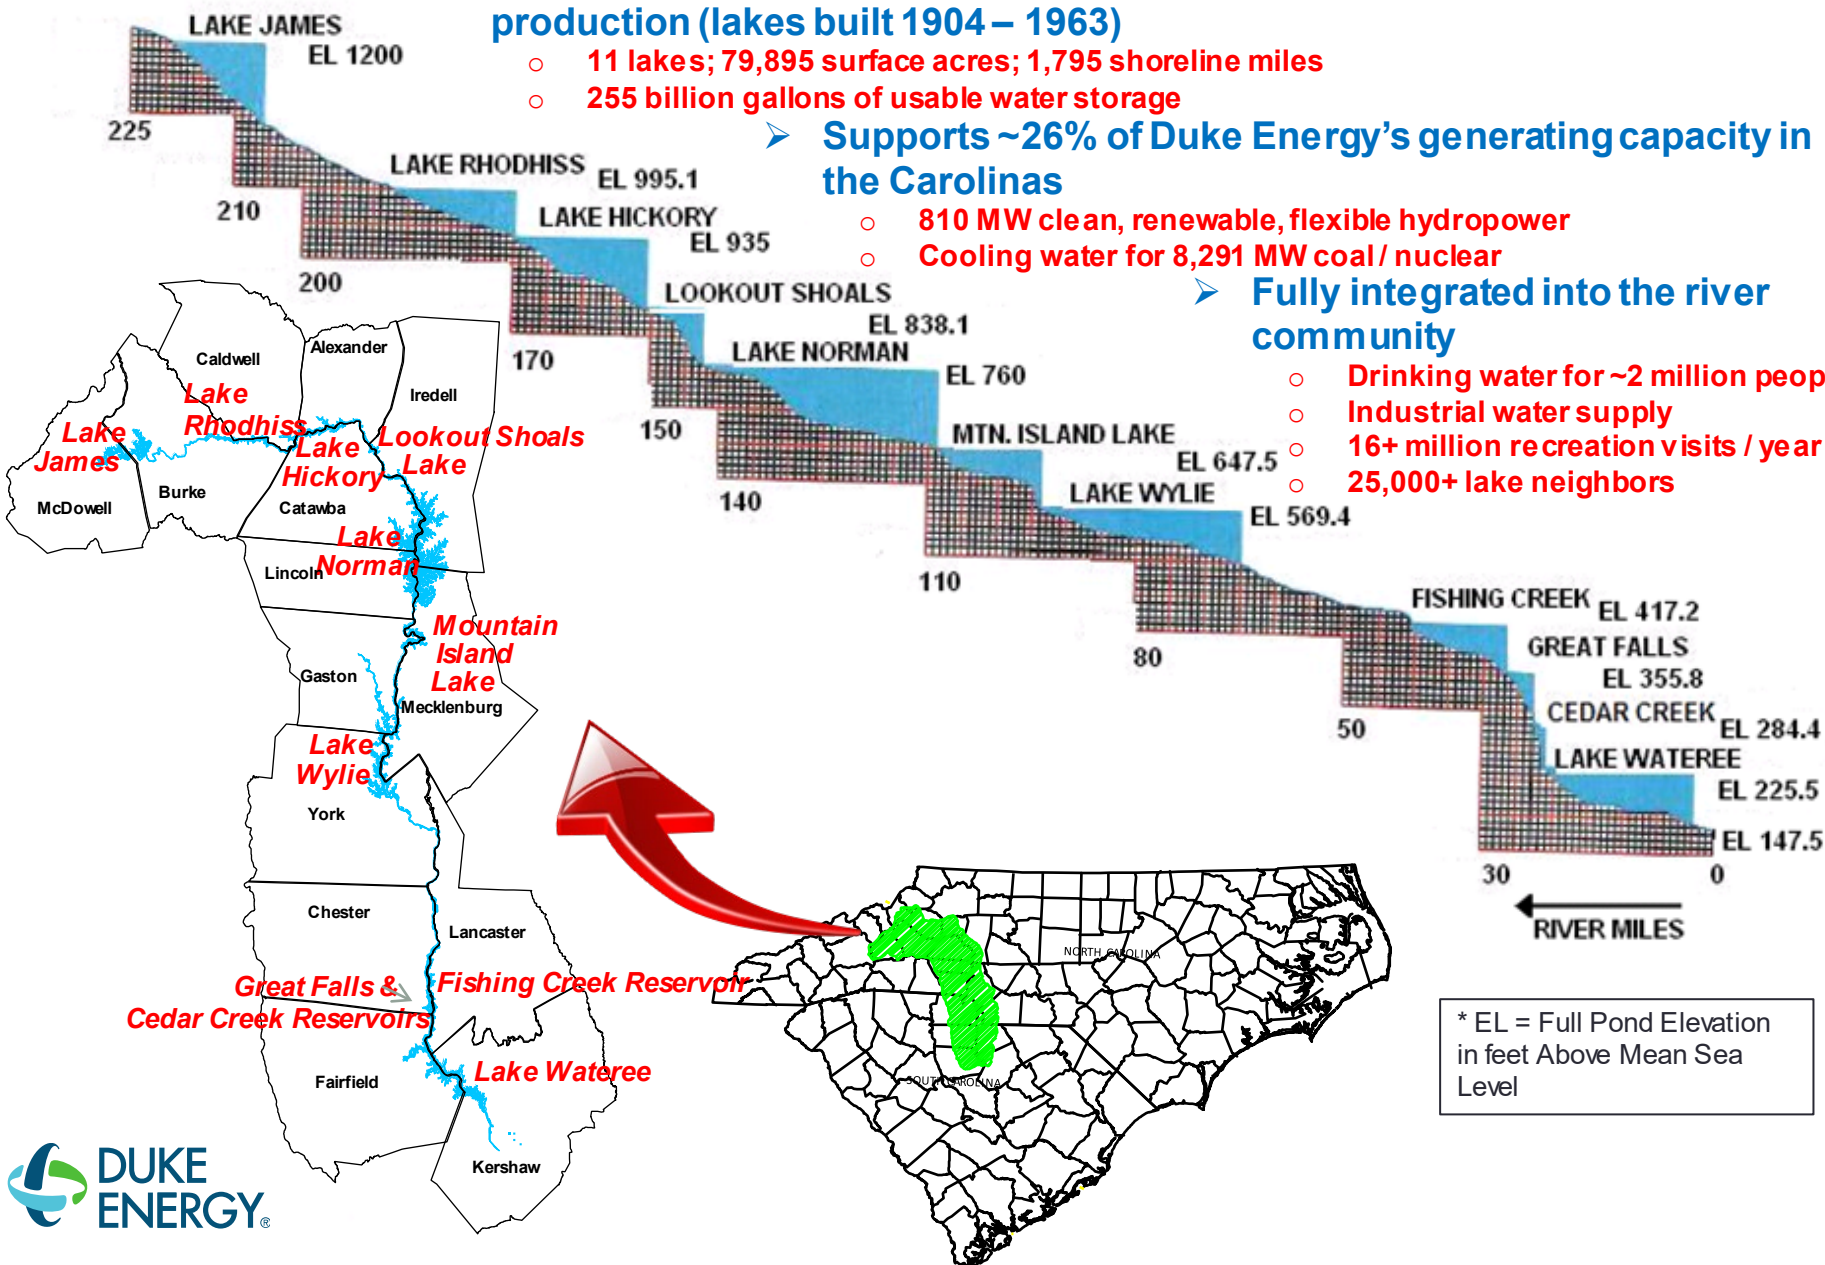 production (lakes built 1904 – 1963)
o 11 lakes; 79,895 surface acres; 1,795 shoreline miles
o 255 billion gallons of usable water storage
➢ Supports ~26% of Duke Energy's generating capacity in
the Carolinas
o 810 MW clean, renewable, flexible hydropower
o Cooling water for 8,291 MW coal / nuclear
➢ Fully integrated into the river
community
o Drinking water for ~2 million peop
o Industrial water supply
o 16+ million recreation visits / year
o 25,000+ lake neighbors
LAKE JAMES
EL 1200
LAKE RHODHISS EL 995.1
LAKE HICKORY
EL 935
LOOKOUT SHOALS
EL 838.1
LAKE NORMAN
EL 760
MTN. ISLAND LAKE
EL 647.5
LAKE WYLIE
EL 569.4
FISHING CREEK EL 417.2
GREAT FALLS
EL 355.8
CEDAR CREEK EL 284.4
LAKE WATEREE
EL 225.5
EL 147.5
225
210
200
170
150
140
110
80
50
30
0
RIVER MILES
Caldwell
Alexander
Iredell
Lake
Rhodhiss
Lake
James
Lake
Hickory
Lookout Shoals
Lake
McDowell
Burke
Catawba
Lake
Norman
Lincoln
Mountain
Island
Lake
Gaston
Mecklenburg
Lake
Wylie
York
Chester
Lancaster
Great Falls &
Cedar Creek Reservoirs
Fishing Creek Reservoir
Lake Wateree
Fairfield
Kershaw
NORTH CAROLINA
SOUTH CAROLINA
* EL = Full Pond Elevation
in feet Above Mean Sea
Level
DUKE
ENERGY®